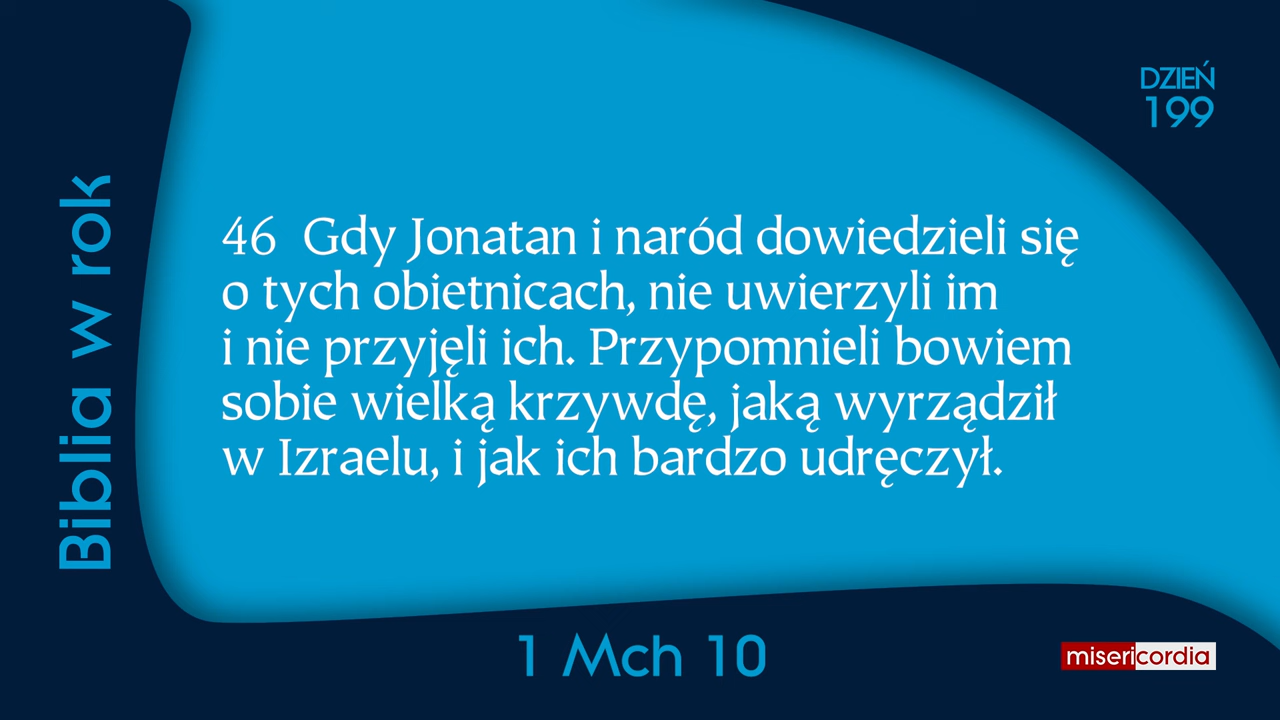 DZIEŃ
199
Biblia w rok
46 Gdy Jonatan i naród dowiedzieli się
o tych obietnicach, nie uwierzyli im
i nie przyjęli ich. Przypomnieli bowiem
sobie wielką krzywdę, jaką wyrządził
w Izraelu, i jak ich bardzo udręczył.
1 Mch 10
misericordia